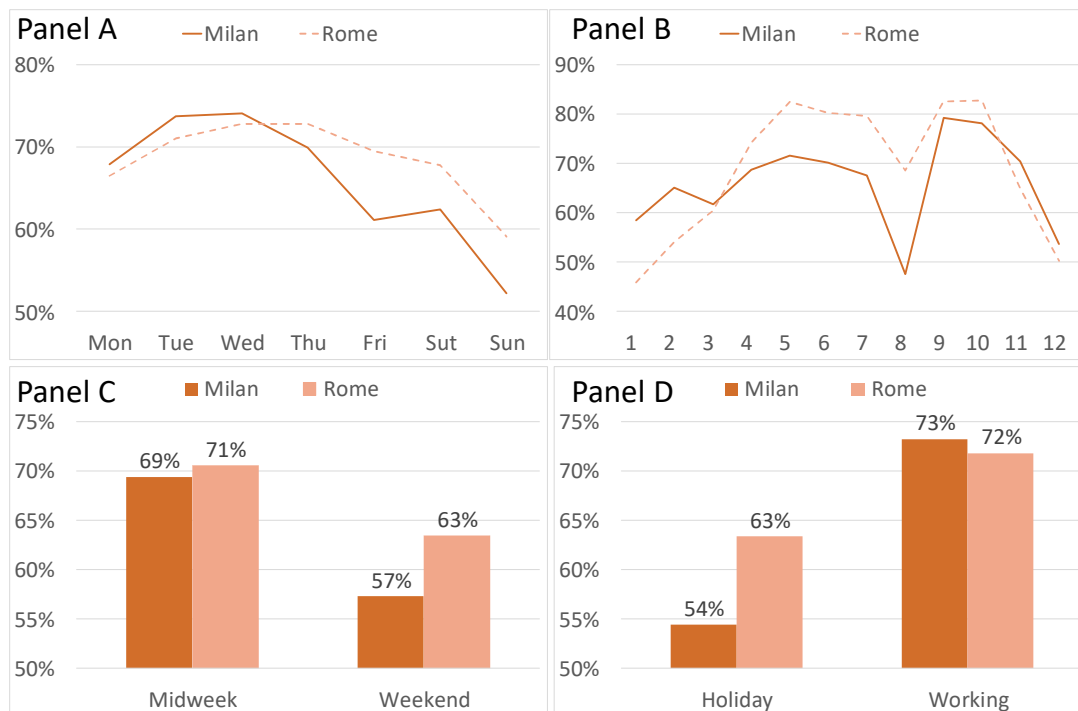 Panel A
Milan Rome
80%
70%
60%
50%
Mon Tue Wed Thu Fri Sut Sun
Panel B
Milan Rome
90%
80%
70%
60%
50%
40%
1 2 3 4 5 6 7 8 9 10 11 12
Panel C
Milan Rome
75%
70%
65%
60%
55%
50%
69% 71%
57% 63%
Midweek Weekend
Panel D
Milan Rome
75%
70%
65%
60%
55%
50%
54% 63%
73% 72%
Holiday Working